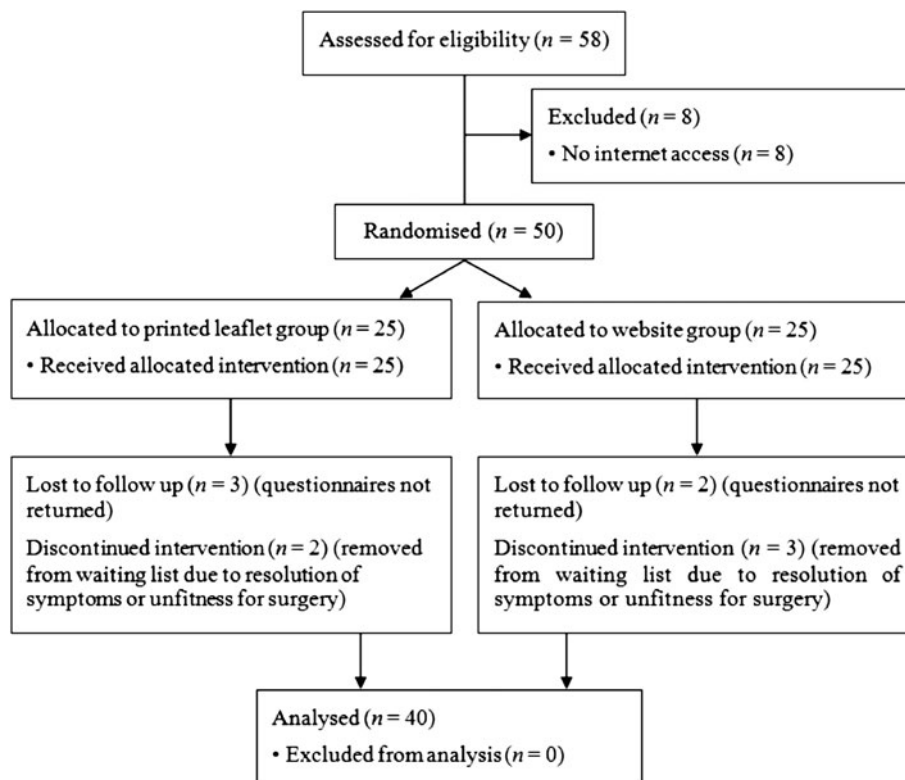 Assessed for eligibility (n = 58)
Excluded (n = 8)
• No internet access (n = 8)
Randomised (n = 50)
Allocated to printed leaflet group (n = 25)
• Received allocated intervention (n = 25)
Allocated to website group (n = 25)
• Received allocated intervention (n = 25)
Lost to follow up (n = 3) (questionnaires not
returned)
Discontinued intervention (n = 2) (removed
from waiting list due to resolution of
symptoms or unfitness for surgery)
Lost to follow up (n = 2) (questionnaires not
returned)
Discontinued intervention (n = 3) (removed
from waiting list due to resolution of
symptoms or unfitness for surgery)
Analysed (n = 40)
• Excluded from analysis (n = 0)